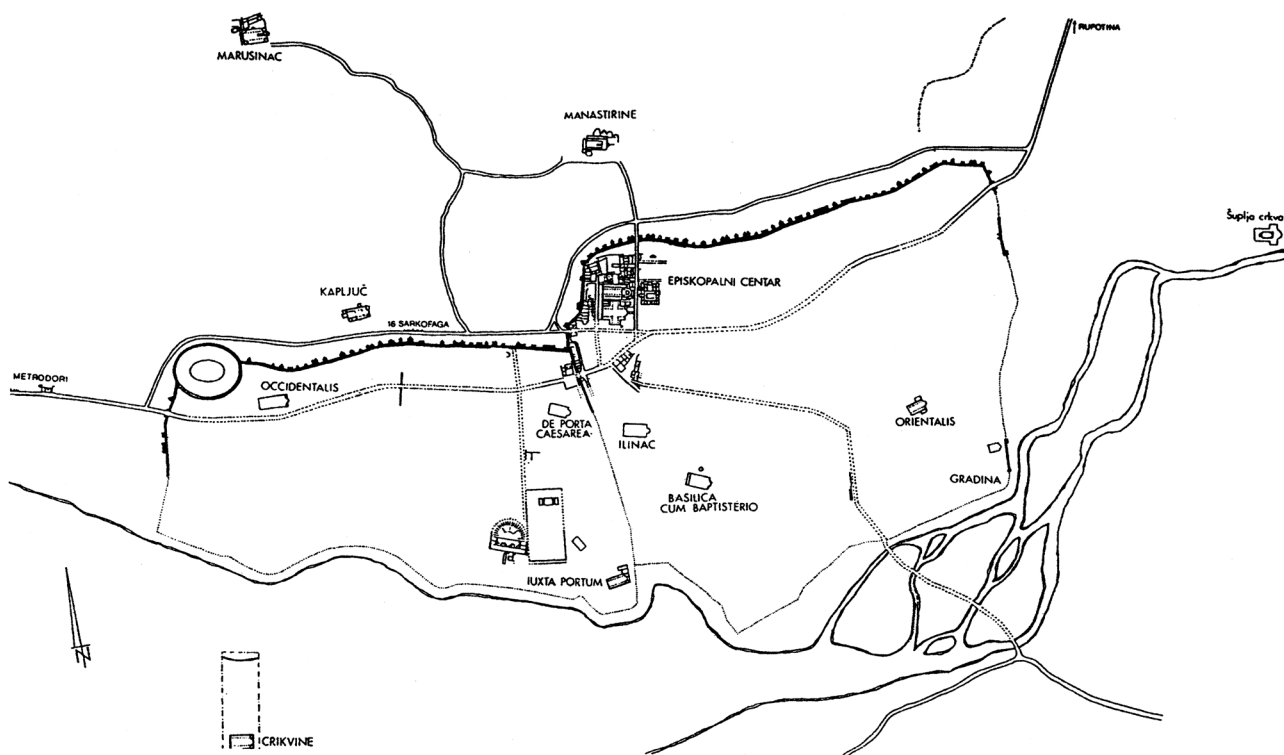 RUPOTINA
MARUSINAC
MANASTIRINE
Šuplja crkva
EPISKOPALNI CENTAR
KAPLJUČ
16 SARKOFAGA
METRODORI
OCCIDENTALIS
DE PORTA
CAESAREA
ILINAC
ORIENTALIS
GRADINA
BASILICA
CUM BAPTISTERIO
IUXTA PORTUM
N
CRIKVINE